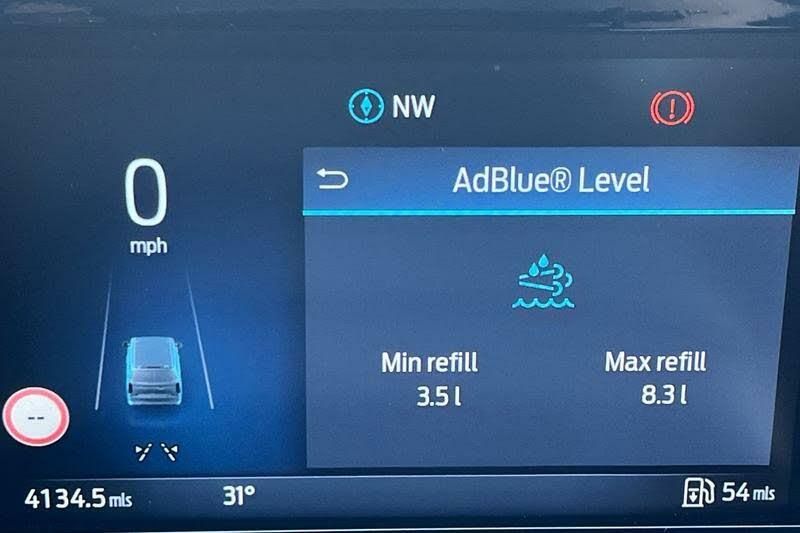 NW
0
mph
AdBlue® Level
Min refill
3.5 l
Max refill
8.3 l
--
4134.5 mls
31°
54 mls